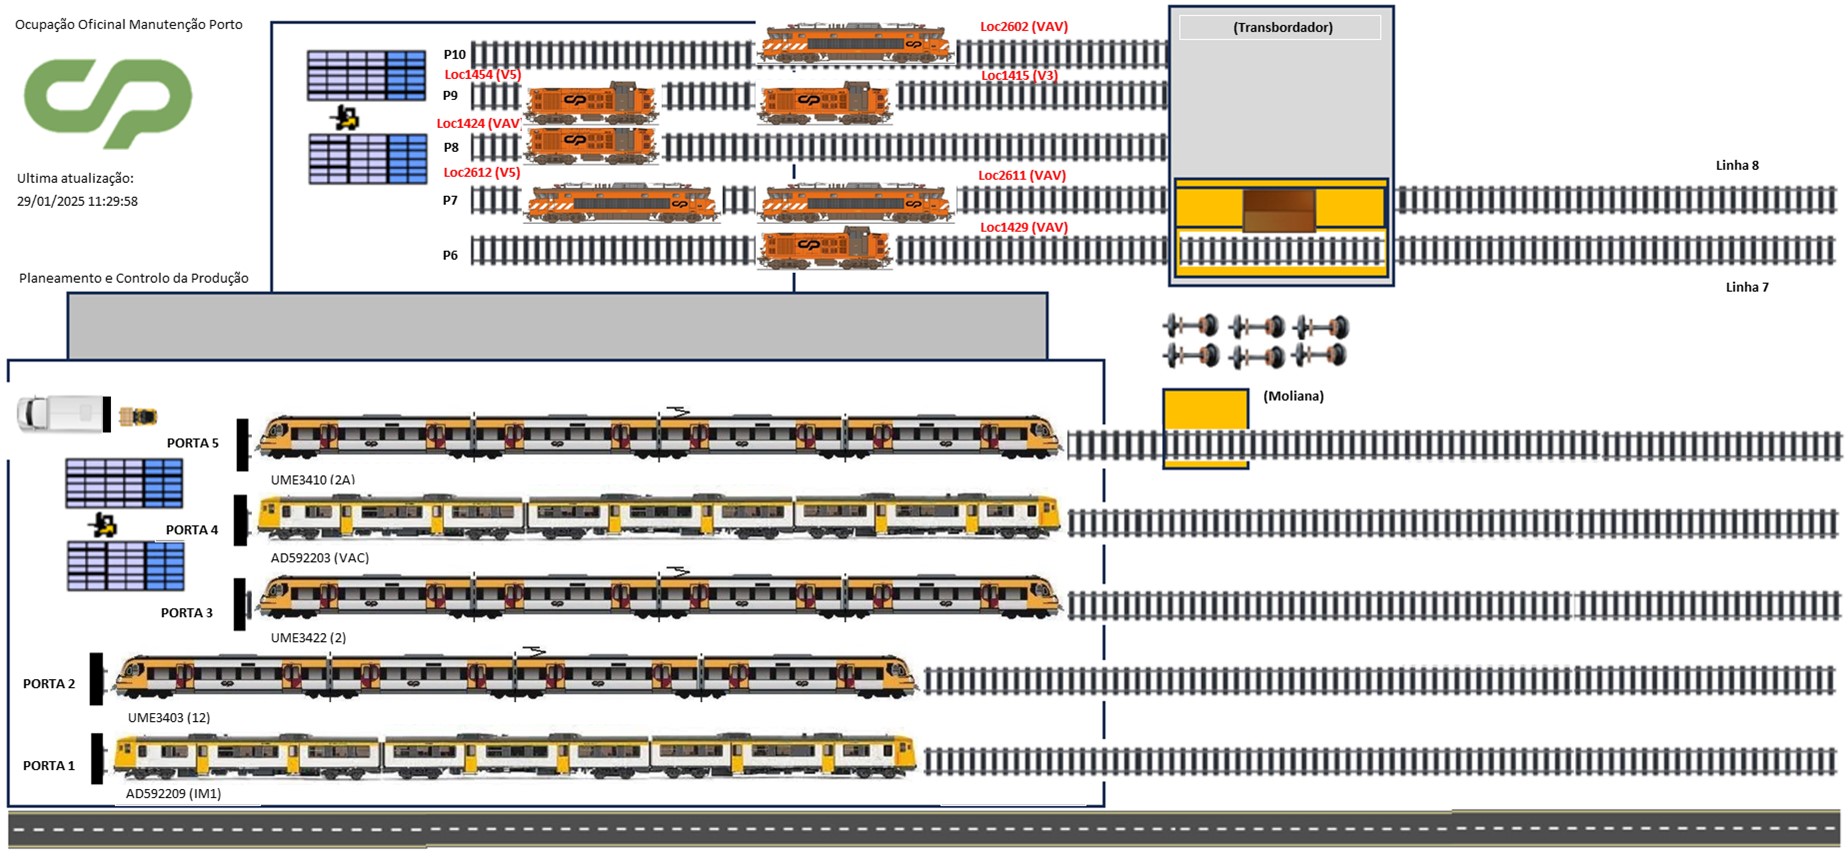 Ocupação Oficinal Manutenção Porto
Loc2602 (VAV)
(Transbordador)
P10
Loc1454 (V5)
Loc1415 (V3)
P9
Loc1424 (VAV)
P8
Linha 8
Loc2612 (V5)
Loc2611 (VAV)
Ultima atualização:
29/01/2025 11:29:58
P7
Loc1429 (VAV)
P6
Planeamento e Controlo da Produção
Linha 7
(Moliana)
PORTA 5
UME3410 (2A)
PORTA 4
AD592203 (VAC)
PORTA 3
UME3422 (2)
PORTA 2
UME3403 (12)
PORTA 1
AD592209 (IM1)